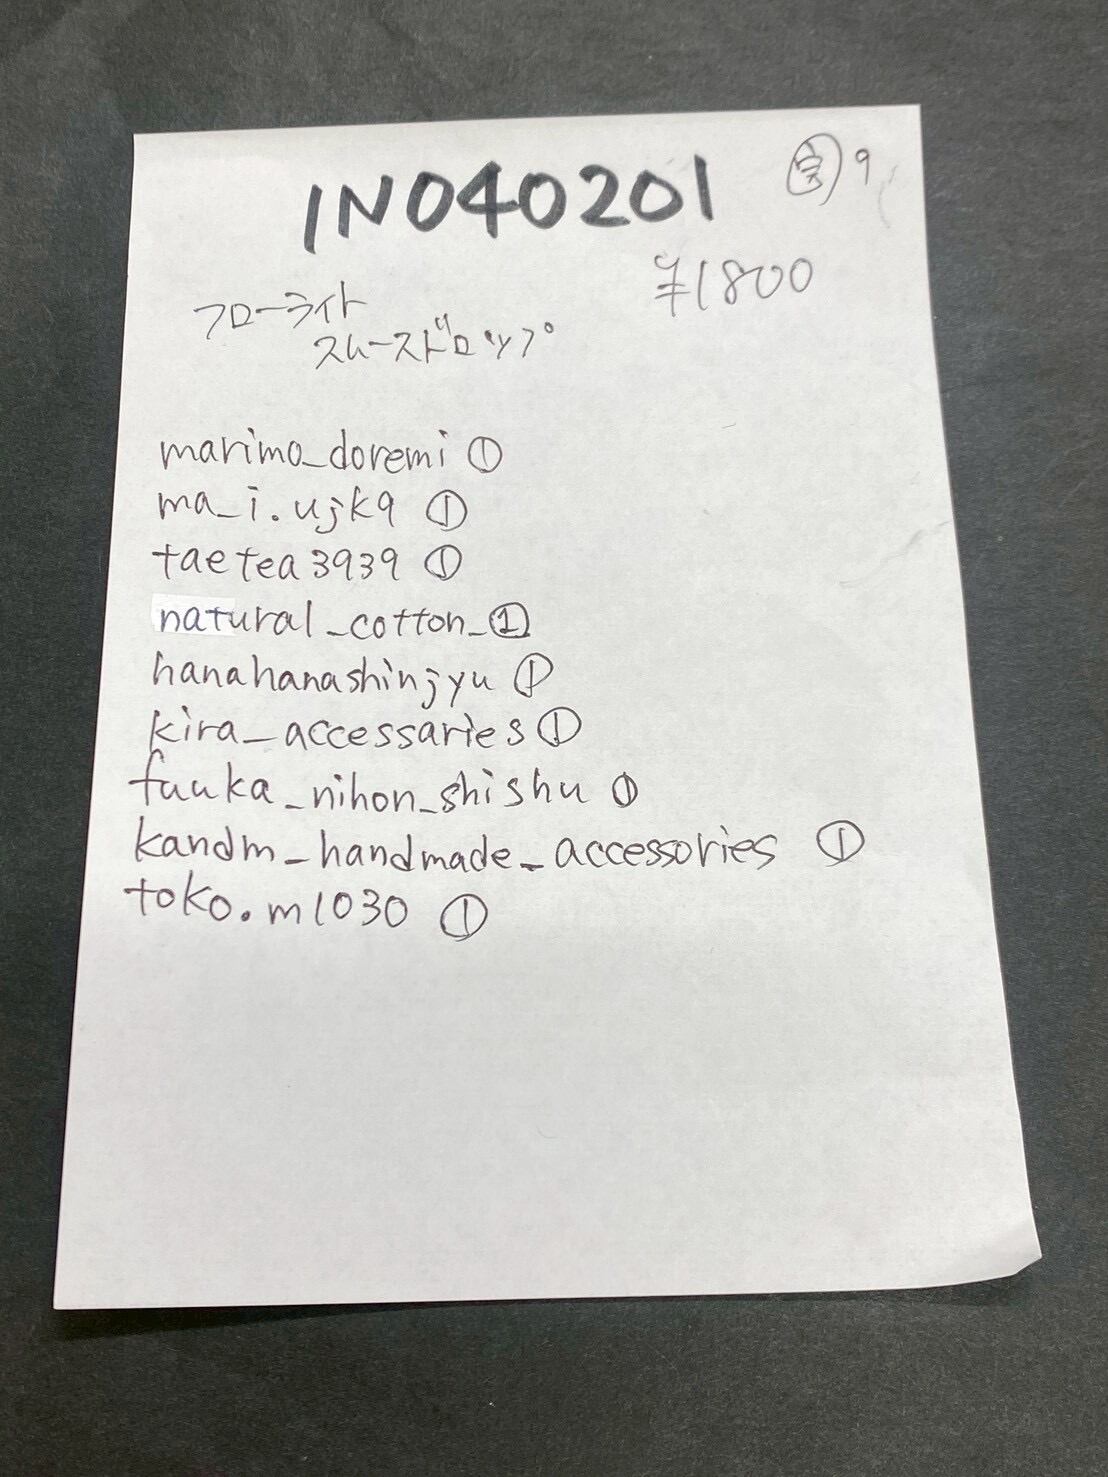 IN040201
㊡9
¥1800
フローライト
スムースドロップ
marimo_doremi ①
ma_i.ujk9 ①
taetea3939 ①
natural_cotton_①
hanahanashinjyu ①
kira_accessaries ①
fuuka_nihon_shishu ①
kandm_handmade_accessories ①
toko.m1030 ①